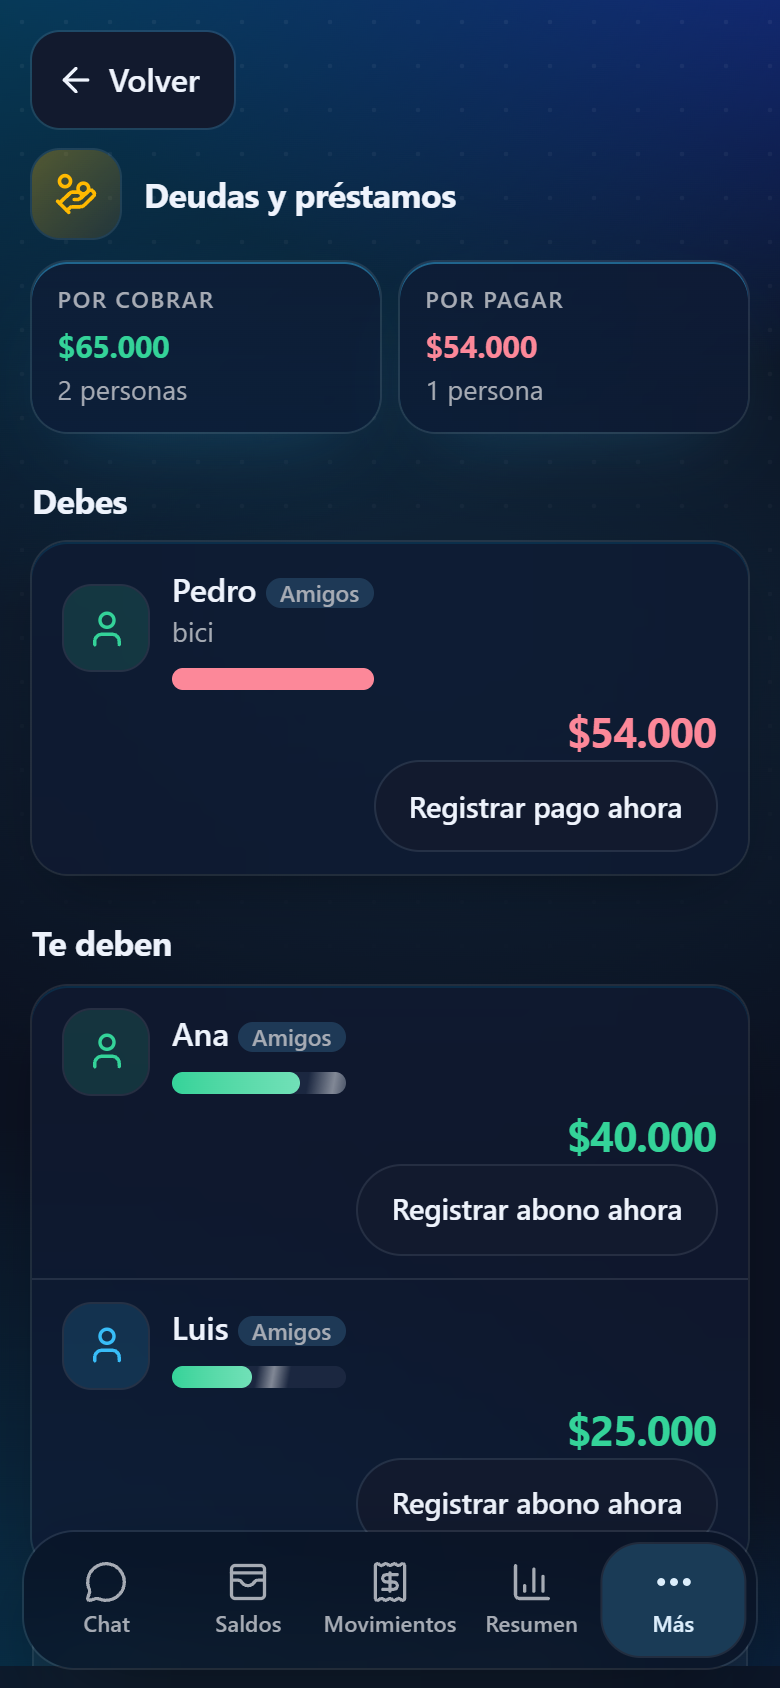 Volver
Deudas y préstamos
POR COBRAR
$65.000
2 personas
POR PAGAR
$54.000
1 persona
Debes
Pedro Amigos
bici
$54.000
Registrar pago ahora
Te deben
Ana Amigos
$40.000
Registrar abono ahora
Luis Amigos
$25.000
Registrar abono ahora
Chat
Saldos
Movimientos
Resumen
Más